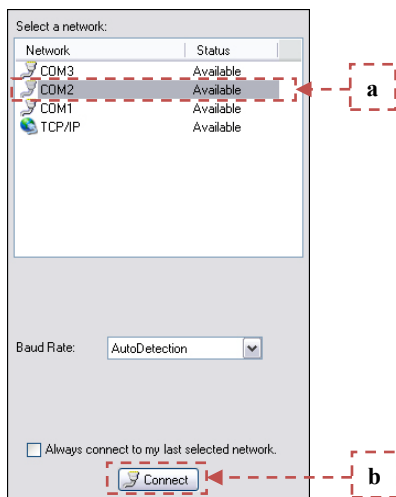 Select a network:
Network Status
COM3 Available
COM2 Available
a
COM1 Available
TCP/IP Available
Baud Rate: AutoDetection
Always connect to my last selected network.
Connect
b